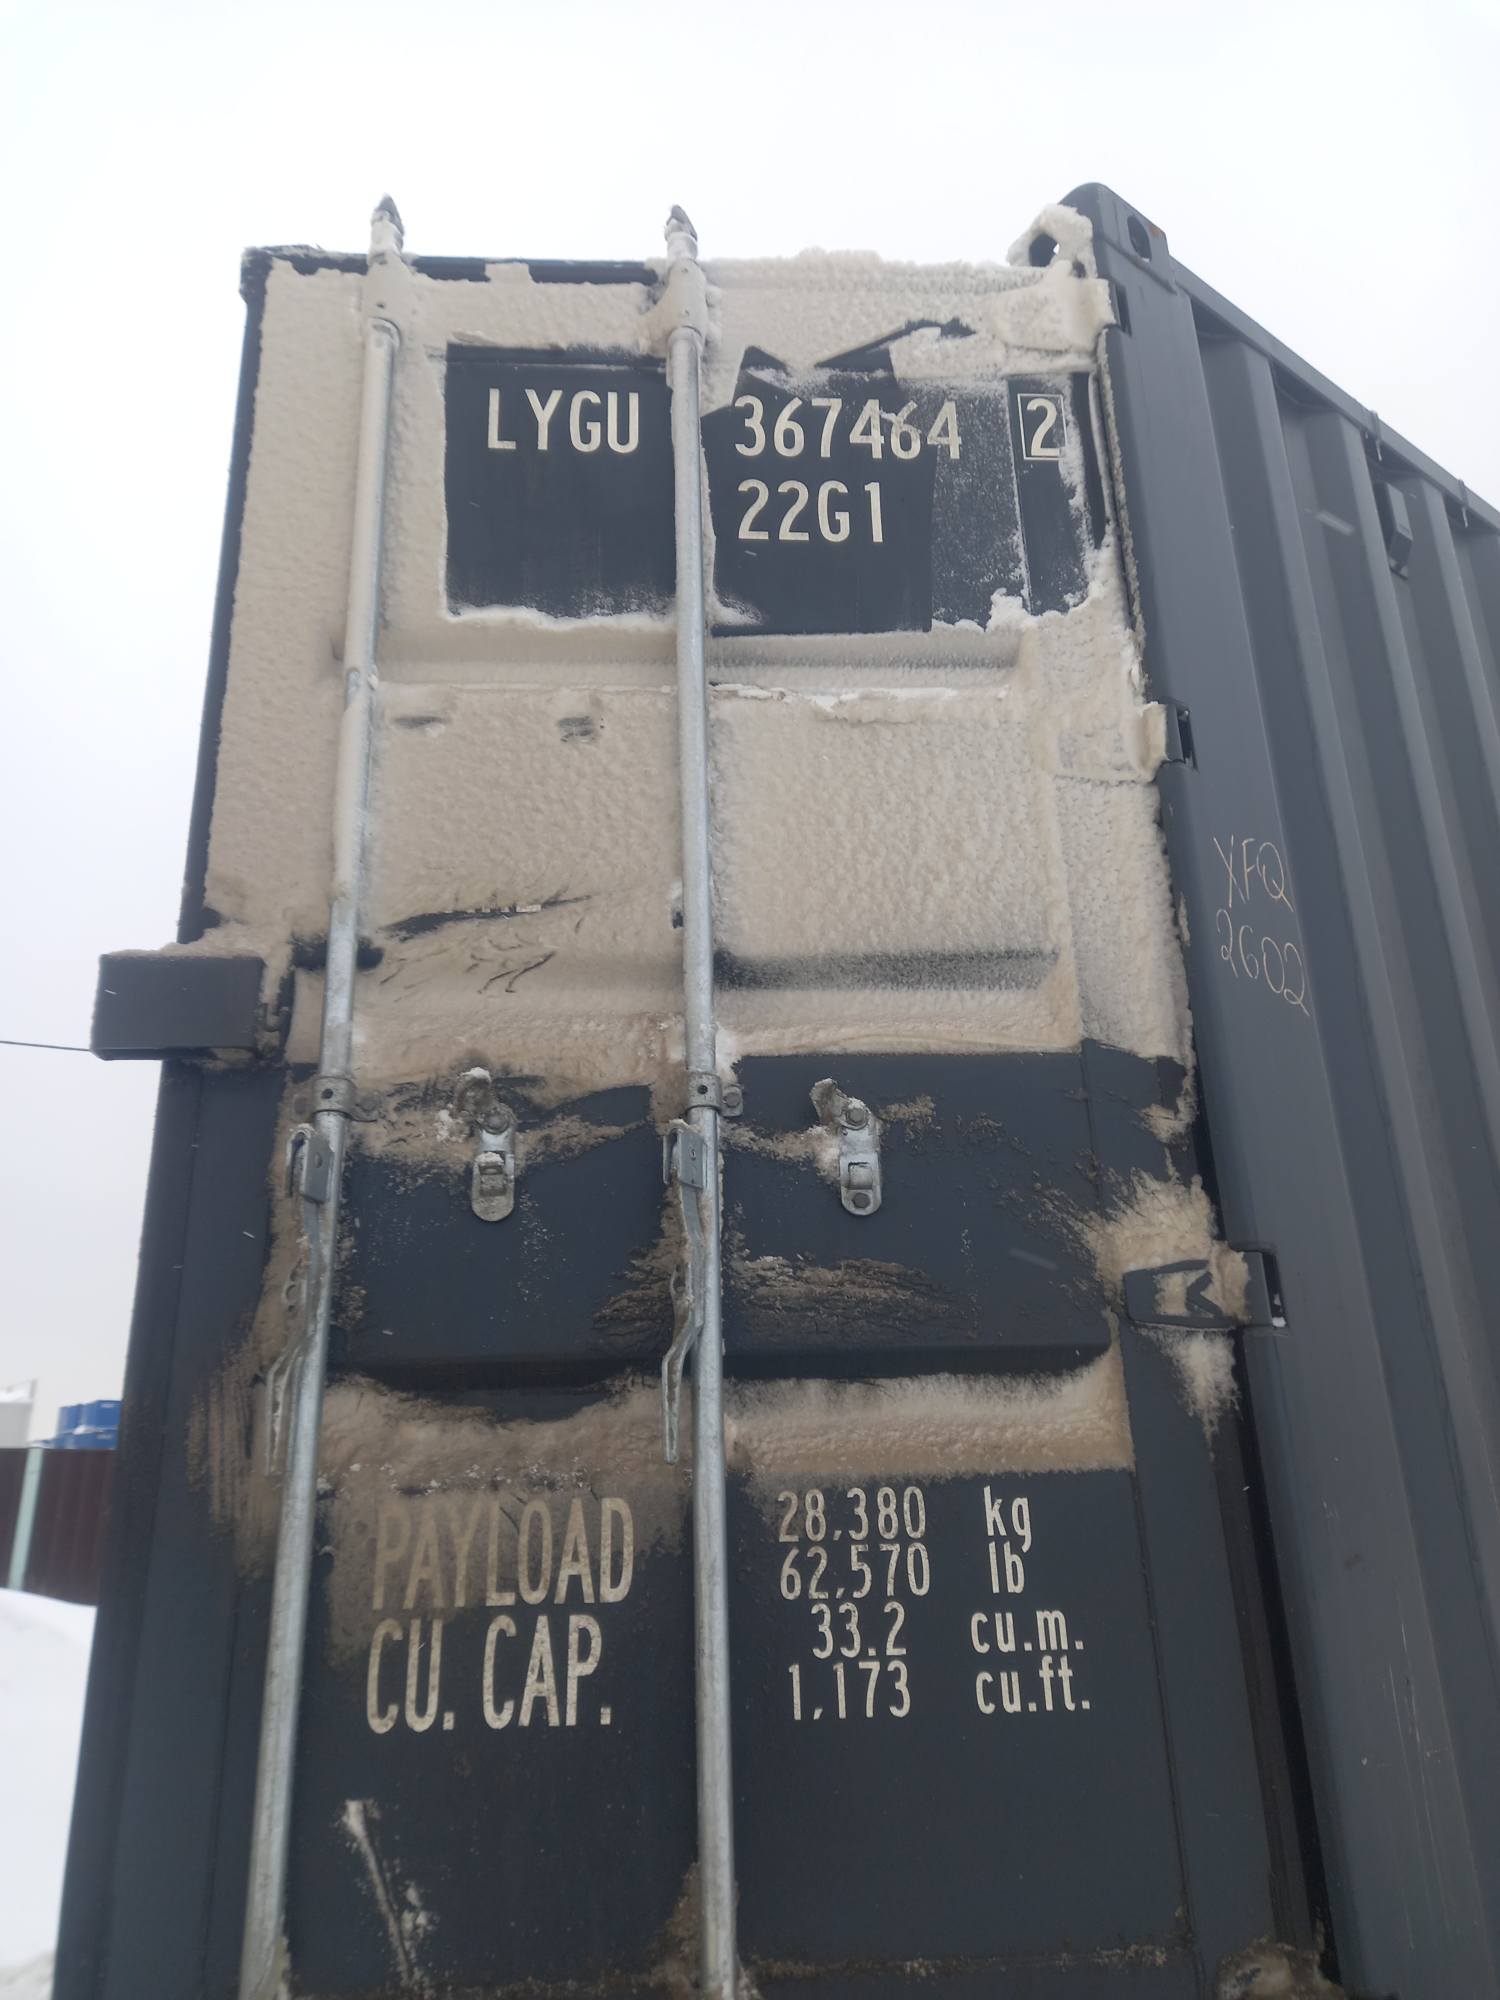 LYGU 367464 2
22G1
XFQ
2602
PAYLOAD 28,380 kg
62,570 lb
CU. CAP. 33.2 cu.m.
1,173 cu.ft.